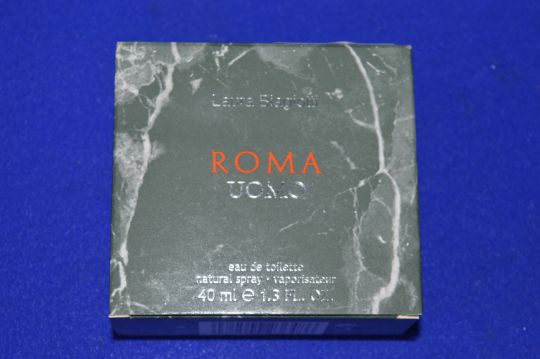 Laura Biagiotti
ROMA
UOMO
eau de toilette
natural spray • vaporisateur
40 ml e 1.3 FL. OZ.